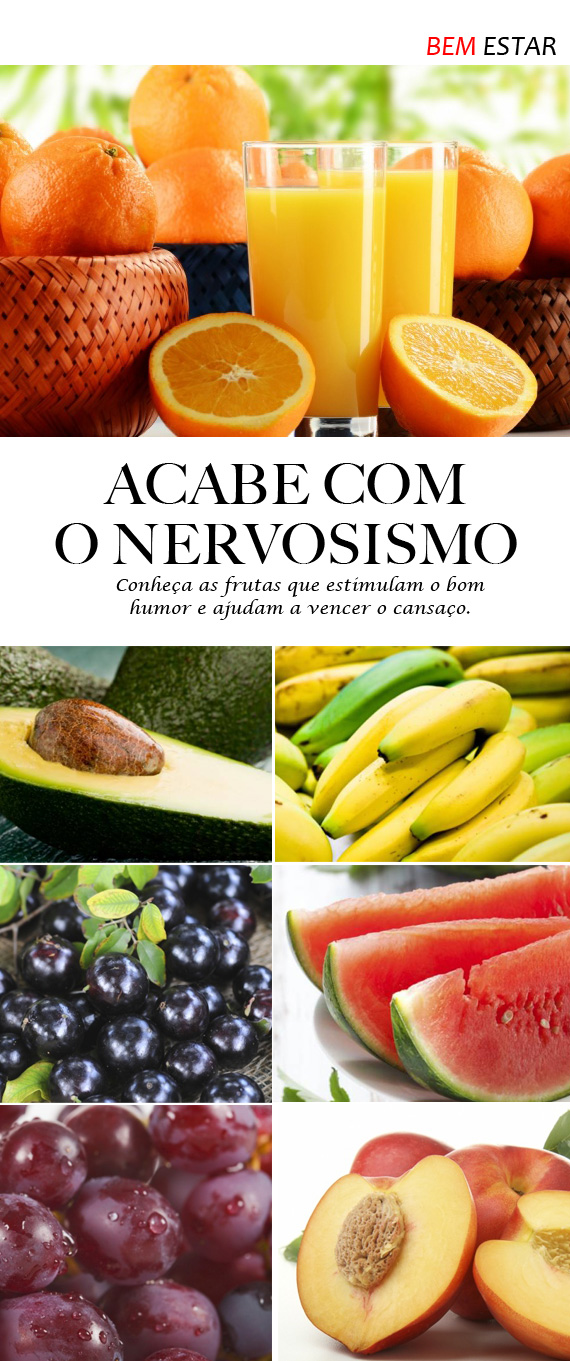 BEM ESTAR
ACABE COM
O NERVOSISMO
Conheça as frutas que estimulam o bom
humor e ajudam a vencer o cansaço.